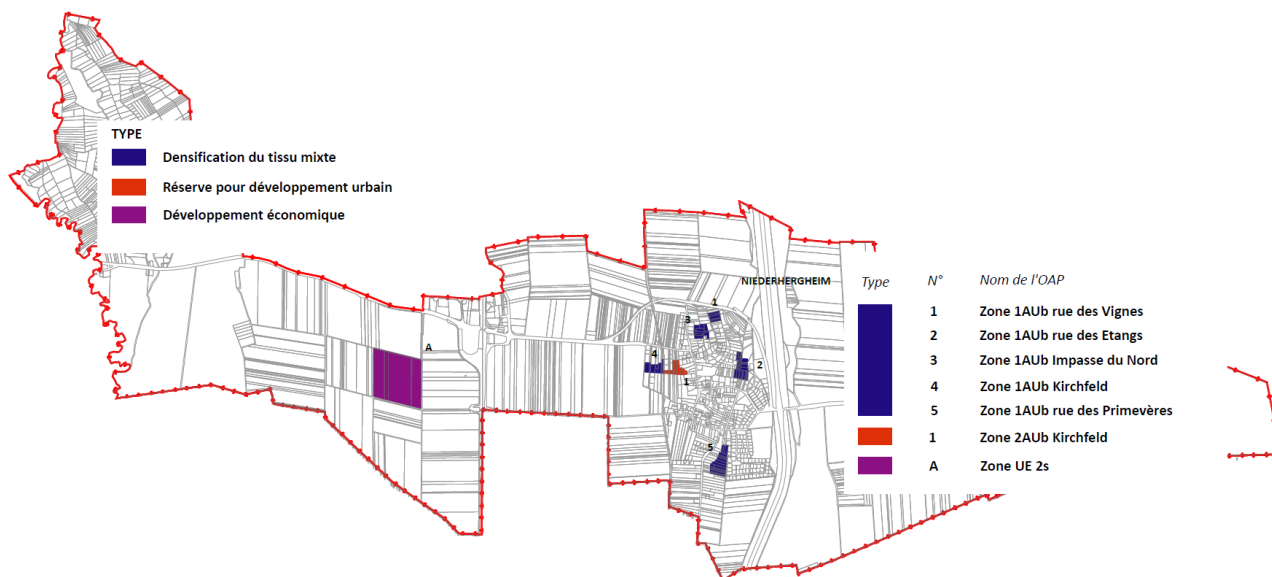 TYPE
Densification du tissu mixte
Réserve pour développement urbain
Développement économique
NIEDERHERGHEIM
1
3
4
2
1
5
A
Type N° Nom de l'OAP
1 Zone 1AUb rue des Vignes
2 Zone 1AUb rue des Etangs
3 Zone 1AUb Impasse du Nord
4 Zone 1AUb Kirchfeld
5 Zone 1AUb rue des Primevères
1 Zone 2AUb Kirchfeld
A Zone UE 2s